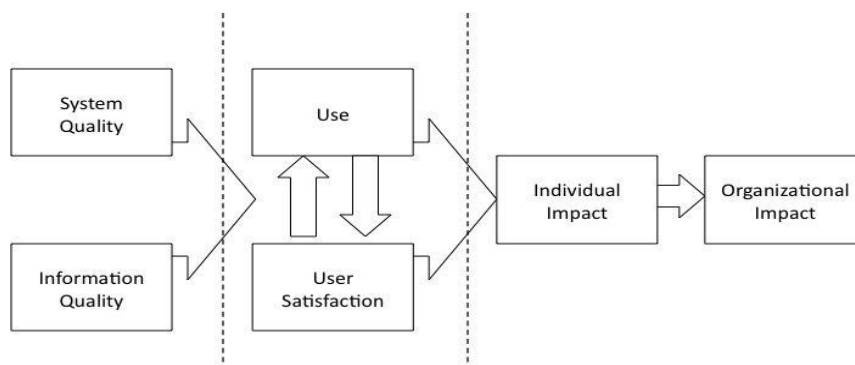 System
Quality
Information
Quality
Use
User
Satisfaction
Individual
Impact
Organizational
Impact